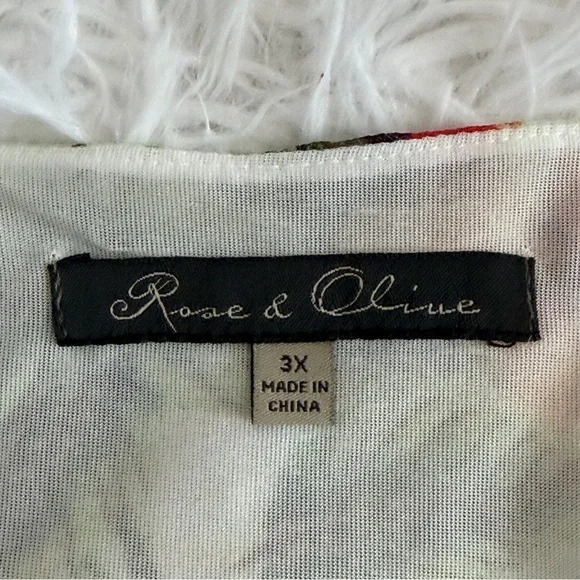 Rose & Olive
3X
MADE IN
CHINA